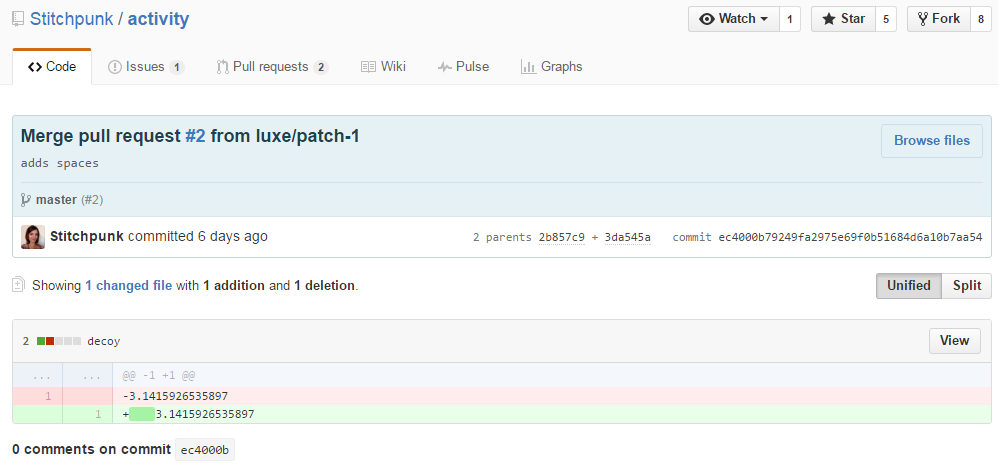 Stitchpunk / activity
Watch 1 Star 5 Fork 8
Code Issues 1 Pull requests 2 Wiki Pulse Graphs
Merge pull request #2 from luxe/patch-1
Browse files
adds spaces
master (#2)
Stitchpunk committed 6 days ago 2 parents 2b857c9 + 3da545a commit ec4000b79249fa2975e69f0b51684d6a10b7aa54
Showing 1 changed file with 1 addition and 1 deletion. Unified Split
2 decoy View
... ... @@ -1 +1 @@
1 -3.1415926535897
1 +    3.1415926535897
0 comments on commit ec4000b